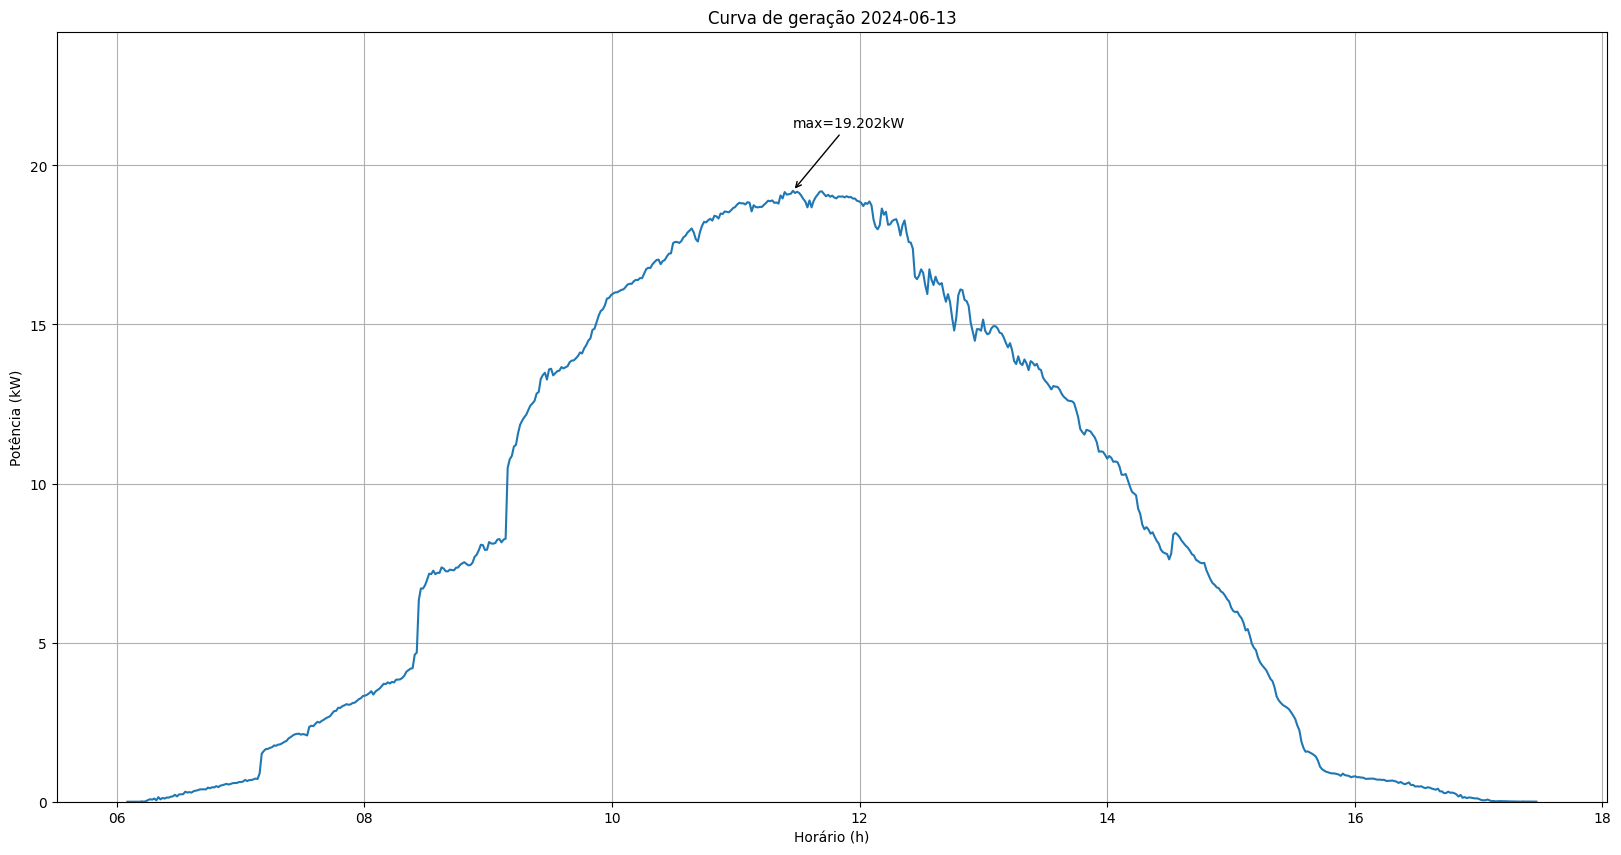 Curva de geração 2024-06-13
max=19.202kW
Potência (kW)
20
15
10
5
0
06 08 10 12 14 16 18
Horário (h)